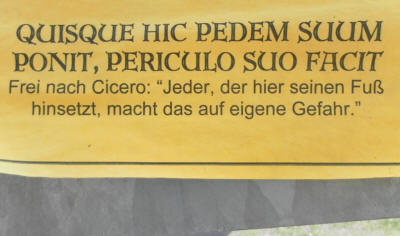 QUISQUE HIC PEDEM SUUM
PONIT, PERICULO SUO FACIT
Frei nach Cicero: “Jeder, der hier seinen Fuß
hinsetzt, macht das auf eigene Gefahr.”